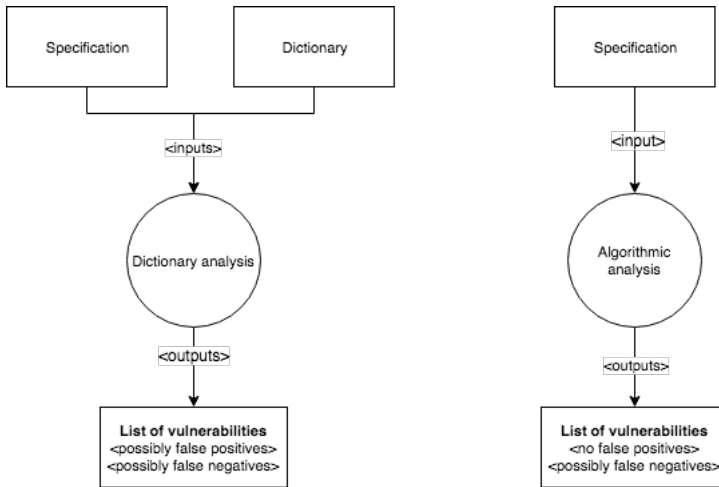 Specification
Dictionary
<inputs>
Dictionary analysis
<outputs>
List of vulnerabilities
<possibly false positives>
<possibly false negatives>
Specification
<input>
Algorithmic
analysis
<outputs>
List of vulnerabilities
<no false positives>
<possibly false negatives>